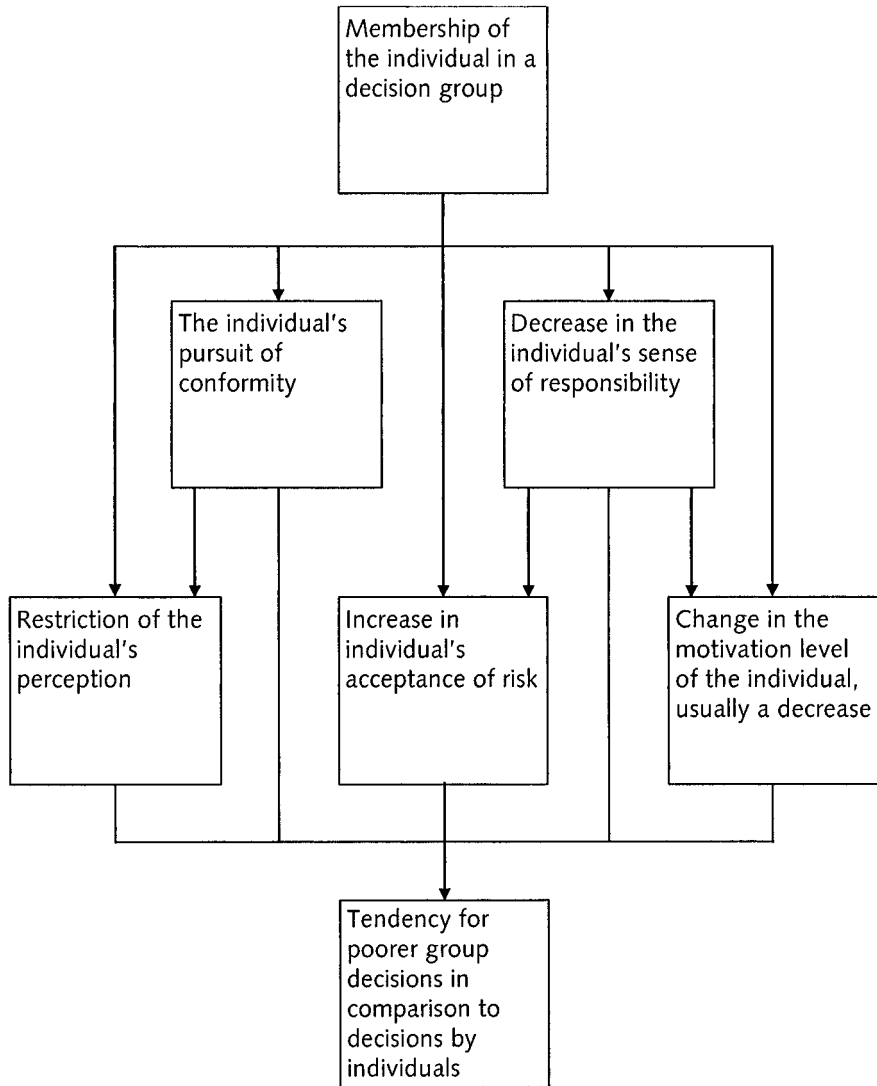 Membership of
the individual in a
decision group
The individual's
pursuit of
conformity
Decrease in the
individual's sense
of responsibility
Restriction of the
individual's
perception
Increase in
individual's
acceptance of risk
Change in the
motivation level
of the individual,
usually a decrease
Tendency for
poorer group
decisions in
comparison to
decisions by
individuals